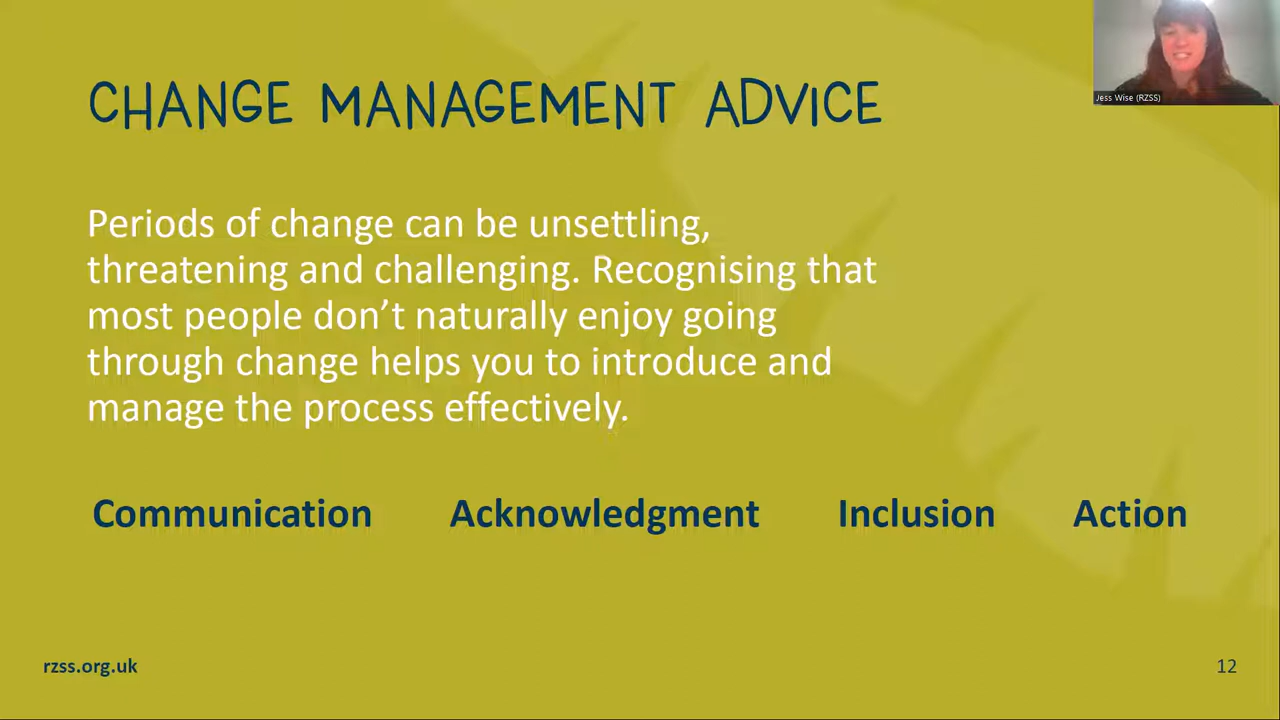 Jess Wise (RZSS)
CHANGE MANAGEMENT ADVICE
Periods of change can be unsettling,
threatening and challenging. Recognising that
most people don’t naturally enjoy going
through change helps you to introduce and
manage the process effectively.
Communication Acknowledgment Inclusion Action
rzss.org.uk
12